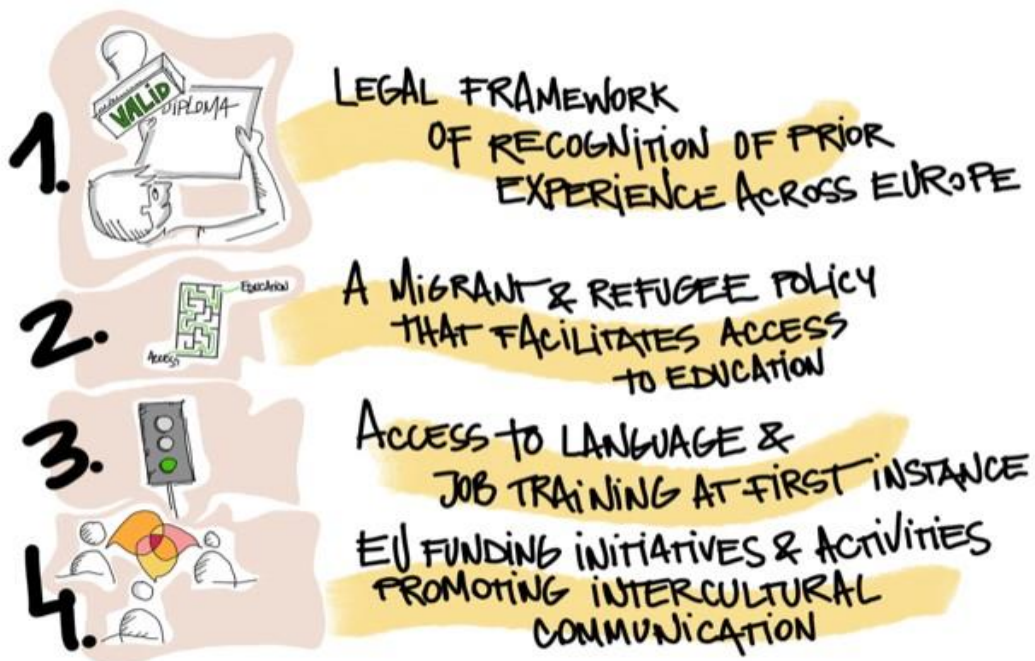 1.
VALID
DIPLOMA
LEGAL FRAMEWORK
OF RECOGNITION OF PRIOR
EXPERIENCE ACROSS EUROPE
2.
EDUCATION
ACCESS
A MIGRANT & REFUGEE POLICY
THAT FACILITATES ACCESS
TO EDUCATION
3.
ACCESS TO LANGUAGE &
JOB TRAINING AT FIRST INSTANCE
4.
EU FUNDING INITIATIVES & ACTIVITIES
PROMOTING INTERCULTURAL
COMMUNICATION